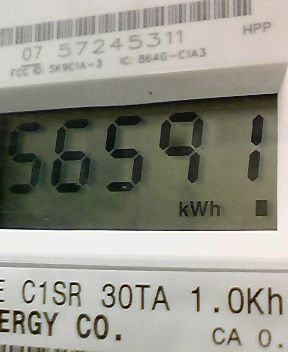 HPP
07 57245311
FCC ID: SK9C1A-3 IC: 864G-C1A3
56591
kWh
E C1SR 30TA 1.0Kh
ERGY CO. CA 0.